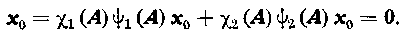 x₀ = χ₁ (A) ψ₁ (A) x₀ + χ₂ (A) ψ₂ (A) x₀ = 0.